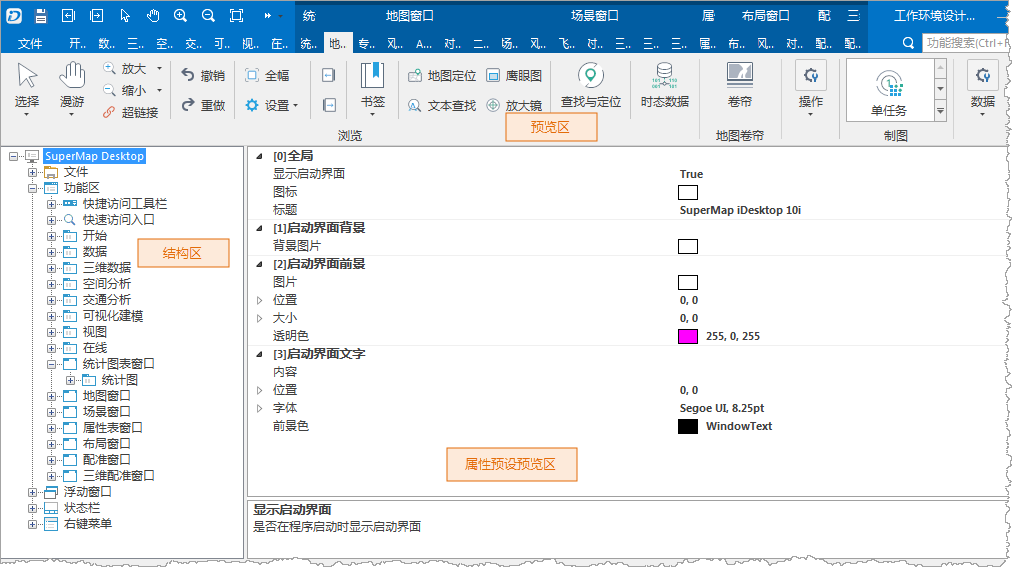 统 地图窗口 场景窗口 属 布局窗口 配 三 工作环境设计...
文件 开.. 数.. 三.. 空.. 交.. 可.. 视.. 在.. 统.. 地.. 专.. 风.. A... 对.. 二.. 场.. 风.. 飞.. 对.. 三.. 三.. 三.. 属.. 布.. 风.. 对.. 配.. 配.. 功能搜索(Ctrl+F
选择 漫游 放大 缩小 超链接 撤销 重做 全幅 设置 书签 地图定位 鹰眼图 文本查找 放大镜 查找与定位 时态数据 卷帘 操作 单任务 数据
浏览 预览区 地图卷帘 制图
SuperMap Desktop
文件
功能区
快捷访问工具栏
快速访问入口
开始
数据
三维数据
空间分析
交通分析
可视化建模
视图
在线
统计图表窗口
统计图
地图窗口
场景窗口
属性表窗口
布局窗口
配准窗口
三维配准窗口
浮动窗口
状态栏
右键菜单
结构区
[0]全局
显示启动界面 True
图标
标题 SuperMap iDesktop 10i
[1]启动界面背景
背景图片
[2]启动界面前景
图片
位置 0, 0
大小 0, 0
透明色 255, 0, 255
[3]启动界面文字
内容
位置 0, 0
字体 Segoe UI, 8.25pt
前景色 WindowText
属性预设预览区
显示启动界面
是否在程序启动时显示启动界面